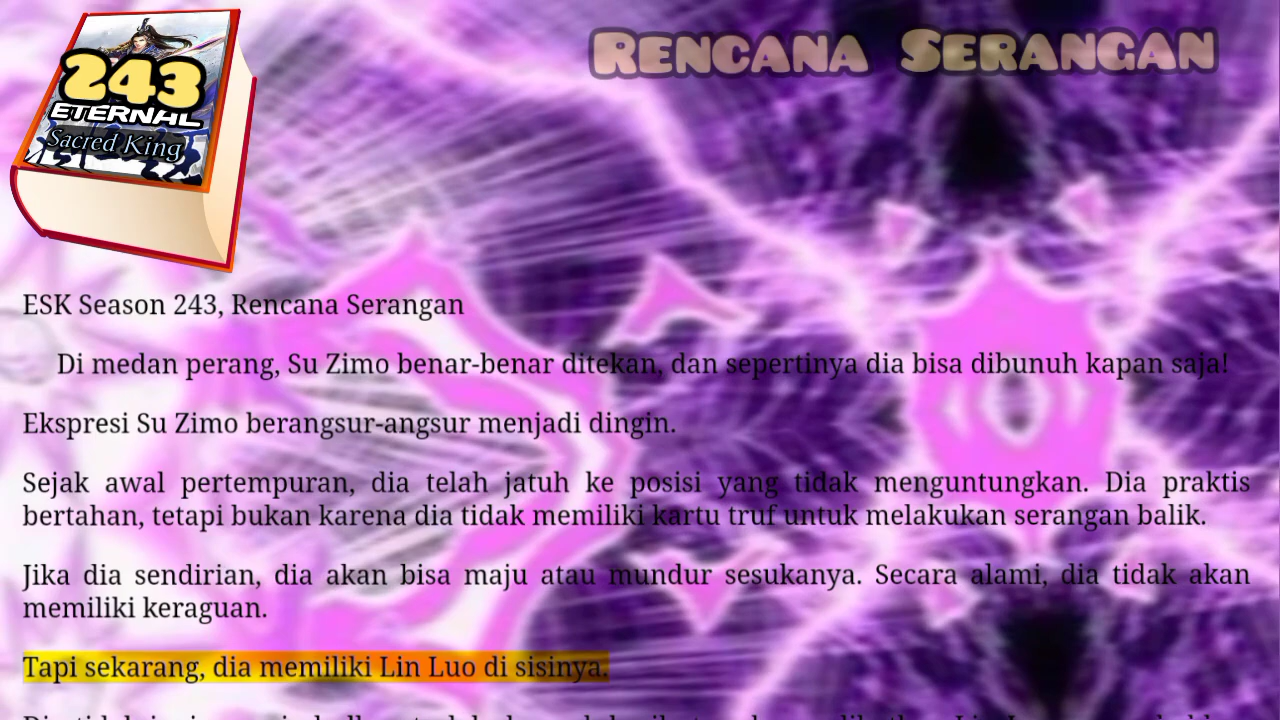 243
ETERNAL
Sacred King
RENCANA SERANGAN
ESK Season 243, Rencana Serangan
Di medan perang, Su Zimo benar-benar ditekan, dan sepertinya dia bisa dibunuh kapan saja!
Ekspresi Su Zimo berangsur-angsur menjadi dingin.
Sejak awal pertempuran, dia telah jatuh ke posisi yang tidak menguntungkan. Dia praktis
bertahan, tetapi bukan karena dia tidak memiliki kartu truf untuk melakukan serangan balik.
Jika dia sendirian, dia akan bisa maju atau mundur sesukanya. Secara alami, dia tidak akan
memiliki keraguan.
Tapi sekarang, dia memiliki Lin Luo di sisinya.